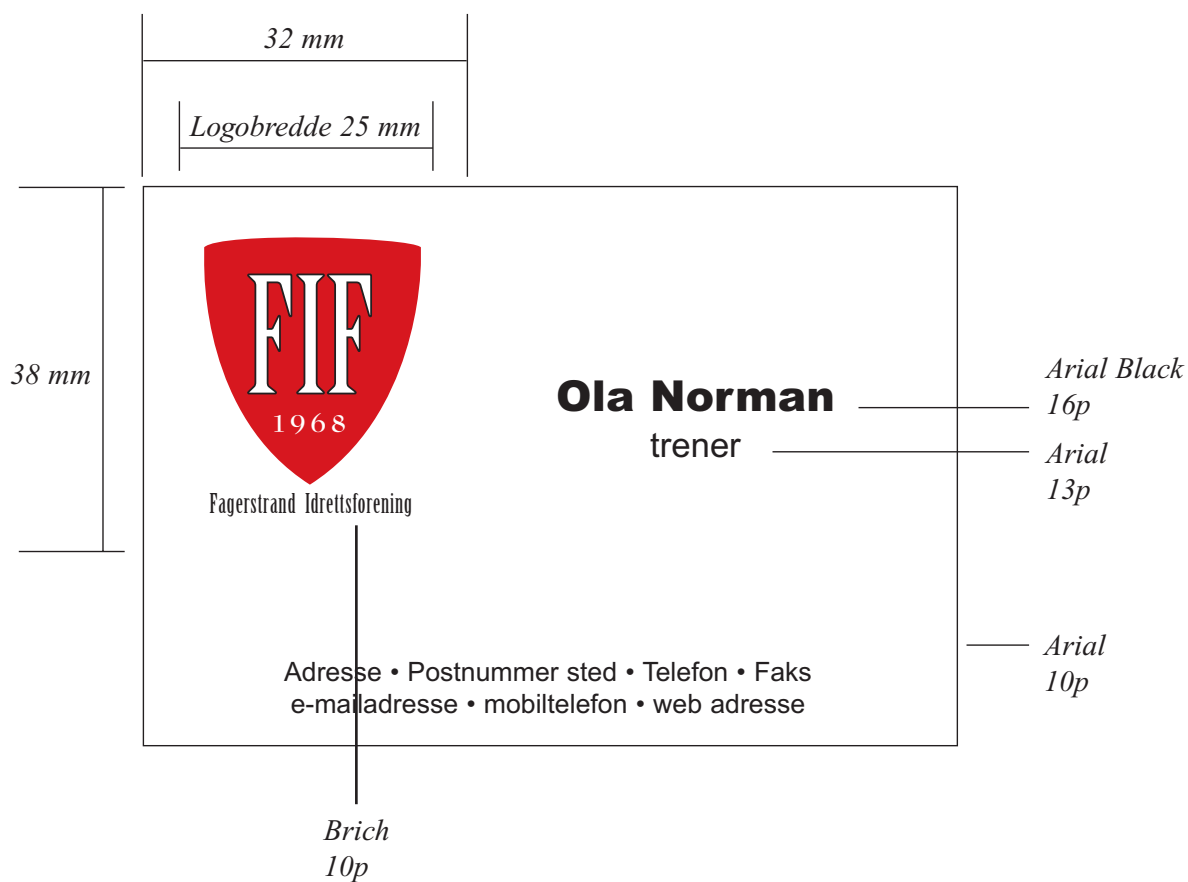 32 mm
Logobredde 25 mm
38 mm
FIF
1968
Fagerstrand Idrettsforening
Ola Norman
trener
Arial Black
16p
Arial
13p
Adresse • Postnummer sted • Telefon • Faks
e-mailadresse • mobiltelefon • web adresse
Arial
10p
Brich
10p